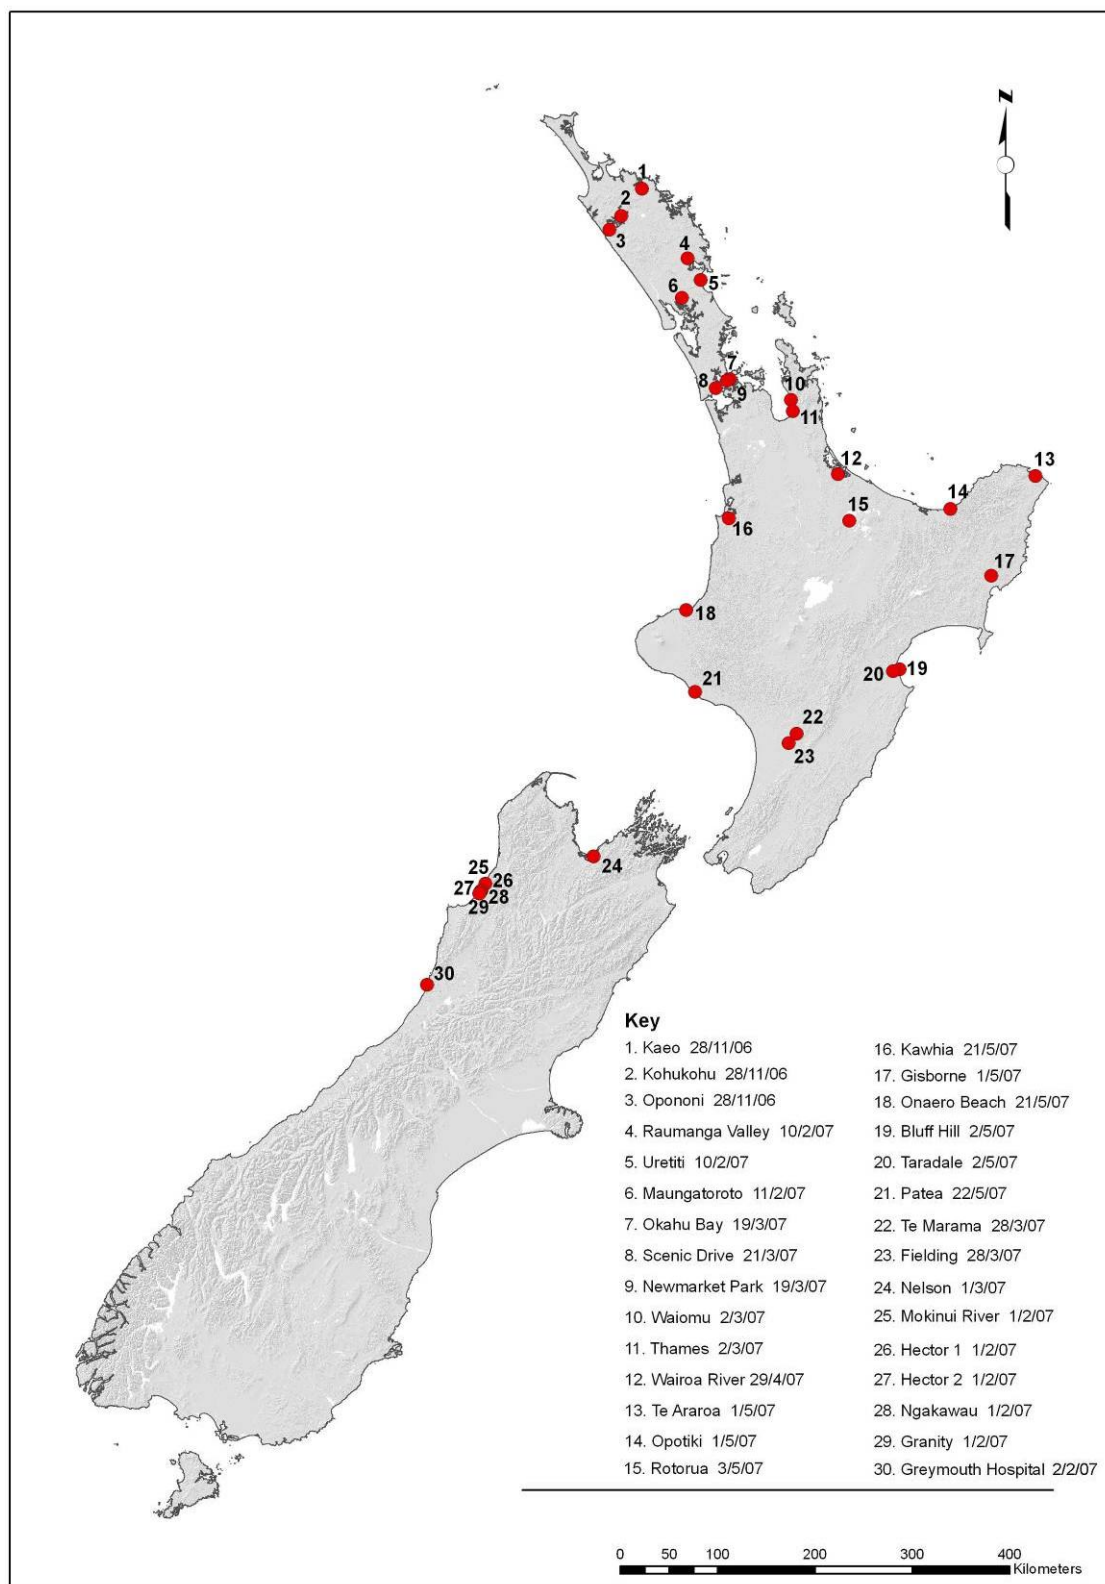 N
1
2
3
4
5
6
7
8
9
10
11
12
13
14
15
16
17
18
19
20
21
22
23
24
25
26
27
28
29
30
Key
1. Kaeo 28/11/06
2. Kohukohu 28/11/06
3. Opononi 28/11/06
4. Raumanga Valley 10/2/07
5. Uretiti 10/2/07
6. Maungatoroto 11/2/07
7. Okahu Bay 19/3/07
8. Scenic Drive 21/3/07
9. Newmarket Park 19/3/07
10. Waiomu 2/3/07
11. Thames 2/3/07
12. Wairoa River 29/4/07
13. Te Araroa 1/5/07
14. Opotiki 1/5/07
15. Rotorua 3/5/07
16. Kawhia 21/5/07
17. Gisborne 1/5/07
18. Onaero Beach 21/5/07
19. Bluff Hill 2/5/07
20. Taradale 2/5/07
21. Patea 22/5/07
22. Te Marama 28/3/07
23. Fielding 28/3/07
24. Nelson 1/3/07
25. Mokinui River 1/2/07
26. Hector 1 1/2/07
27. Hector 2 1/2/07
28. Ngakawau 1/2/07
29. Granity 1/2/07
30. Greymouth Hospital 2/2/07
0 50 100 200 300 400
Kilometers